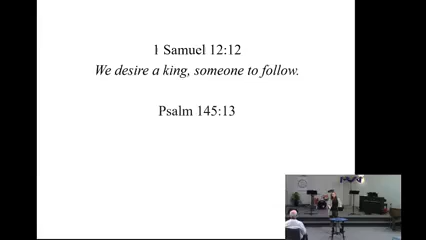 1 Samuel 12:12
We desire a king, someone to follow.
Psalm 145:13